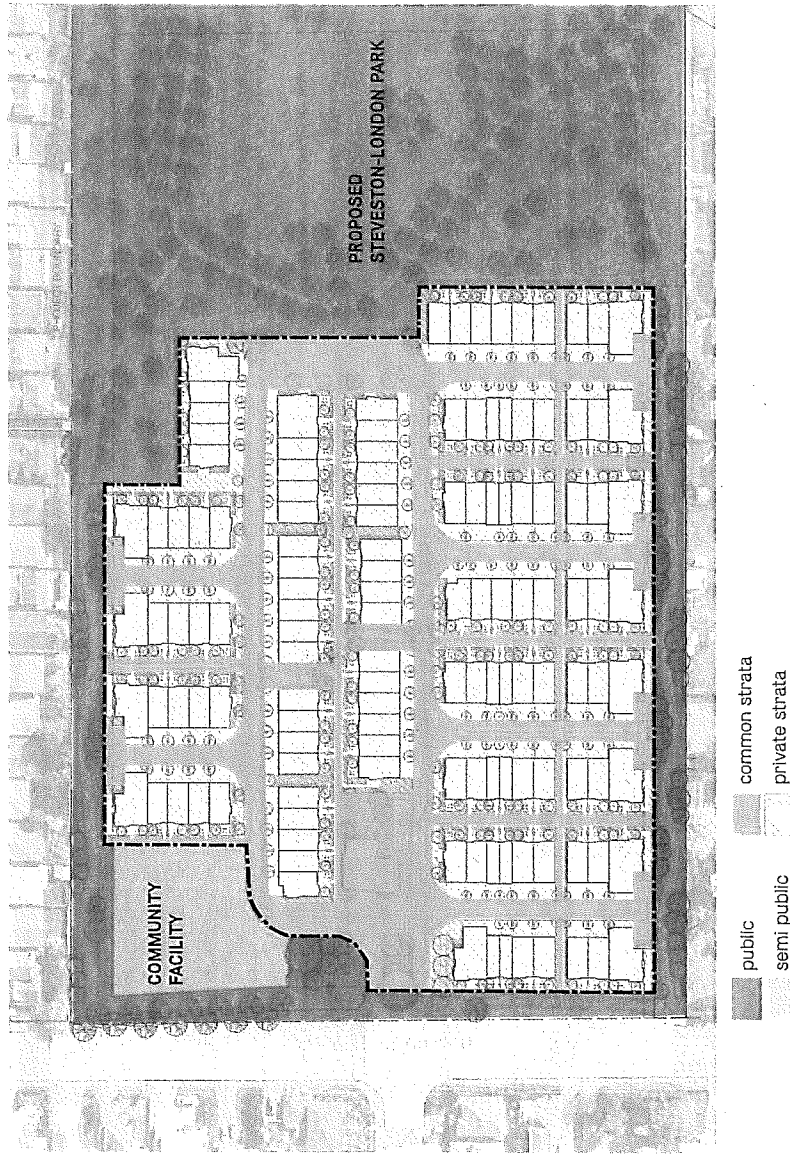 PROPOSED
STEVESTON-LONDON PARK
COMMUNITY
FACILITY
public
semi public
common strata
private strata